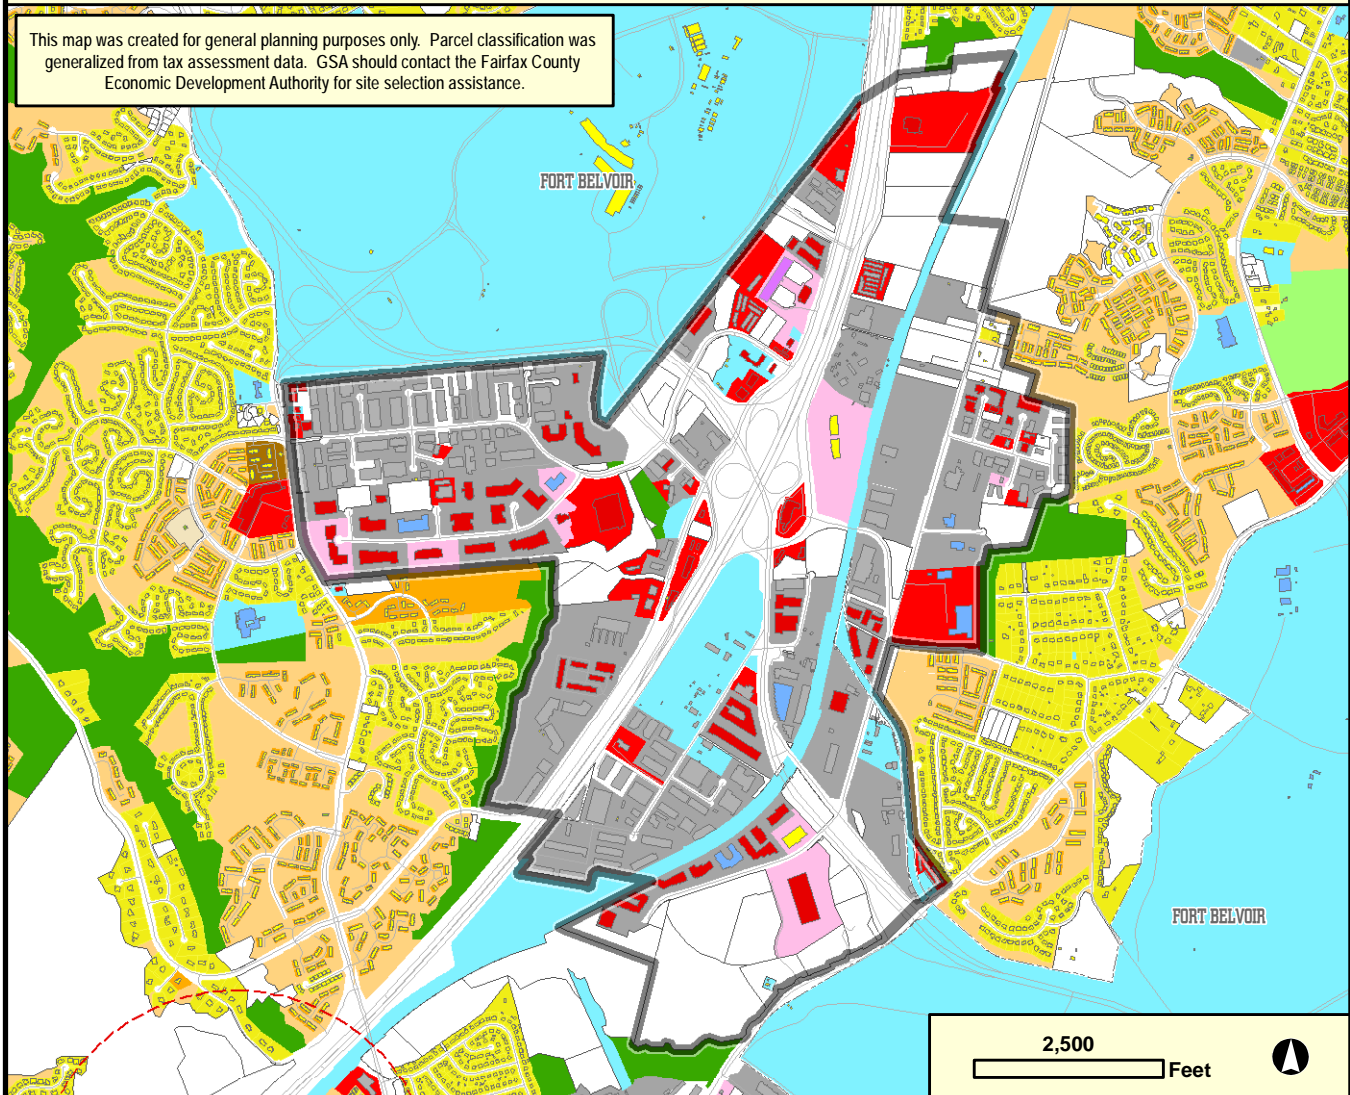 This map was created for general planning purposes only. Parcel classification was
generalized from tax assessment data. GSA should contact the Fairfax County
Economic Development Authority for site selection assistance.
FORT BELVOIR
FORT BELVOIR
2,500
Feet